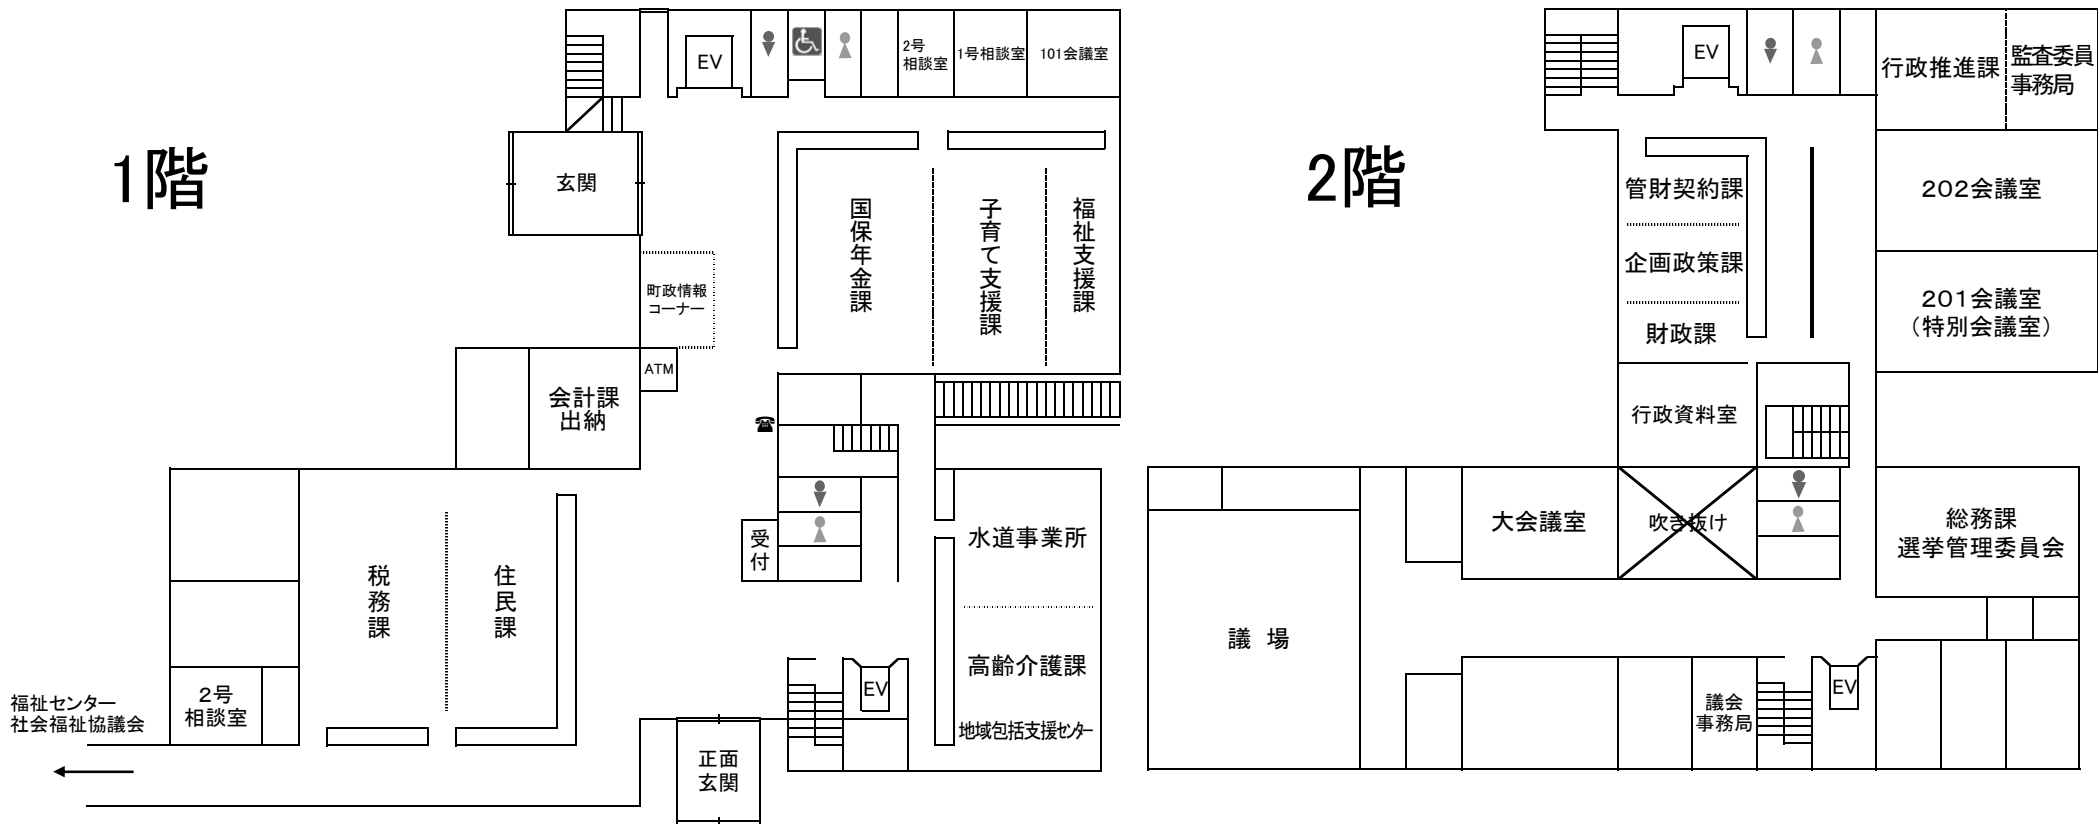 1階
EV
2号
相談室
1号相談室
101会議室
玄関
国保年金課
子育て支援課
福祉支援課
町政情報
コーナー
ATM
会計課
出納
受付
水道事業所
税務課
住民課
高齢介護課
地域包括支援センター
EV
2号
相談室
福祉センター
社会福祉協議会
正面
玄関
2階
EV
行政推進課
監査委員
事務局
管財契約課
202会議室
企画政策課
201会議室
(特別会議室)
財政課
行政資料室
大会議室
吹き抜け
総務課
選挙管理委員会
議場
議会
事務局
EV